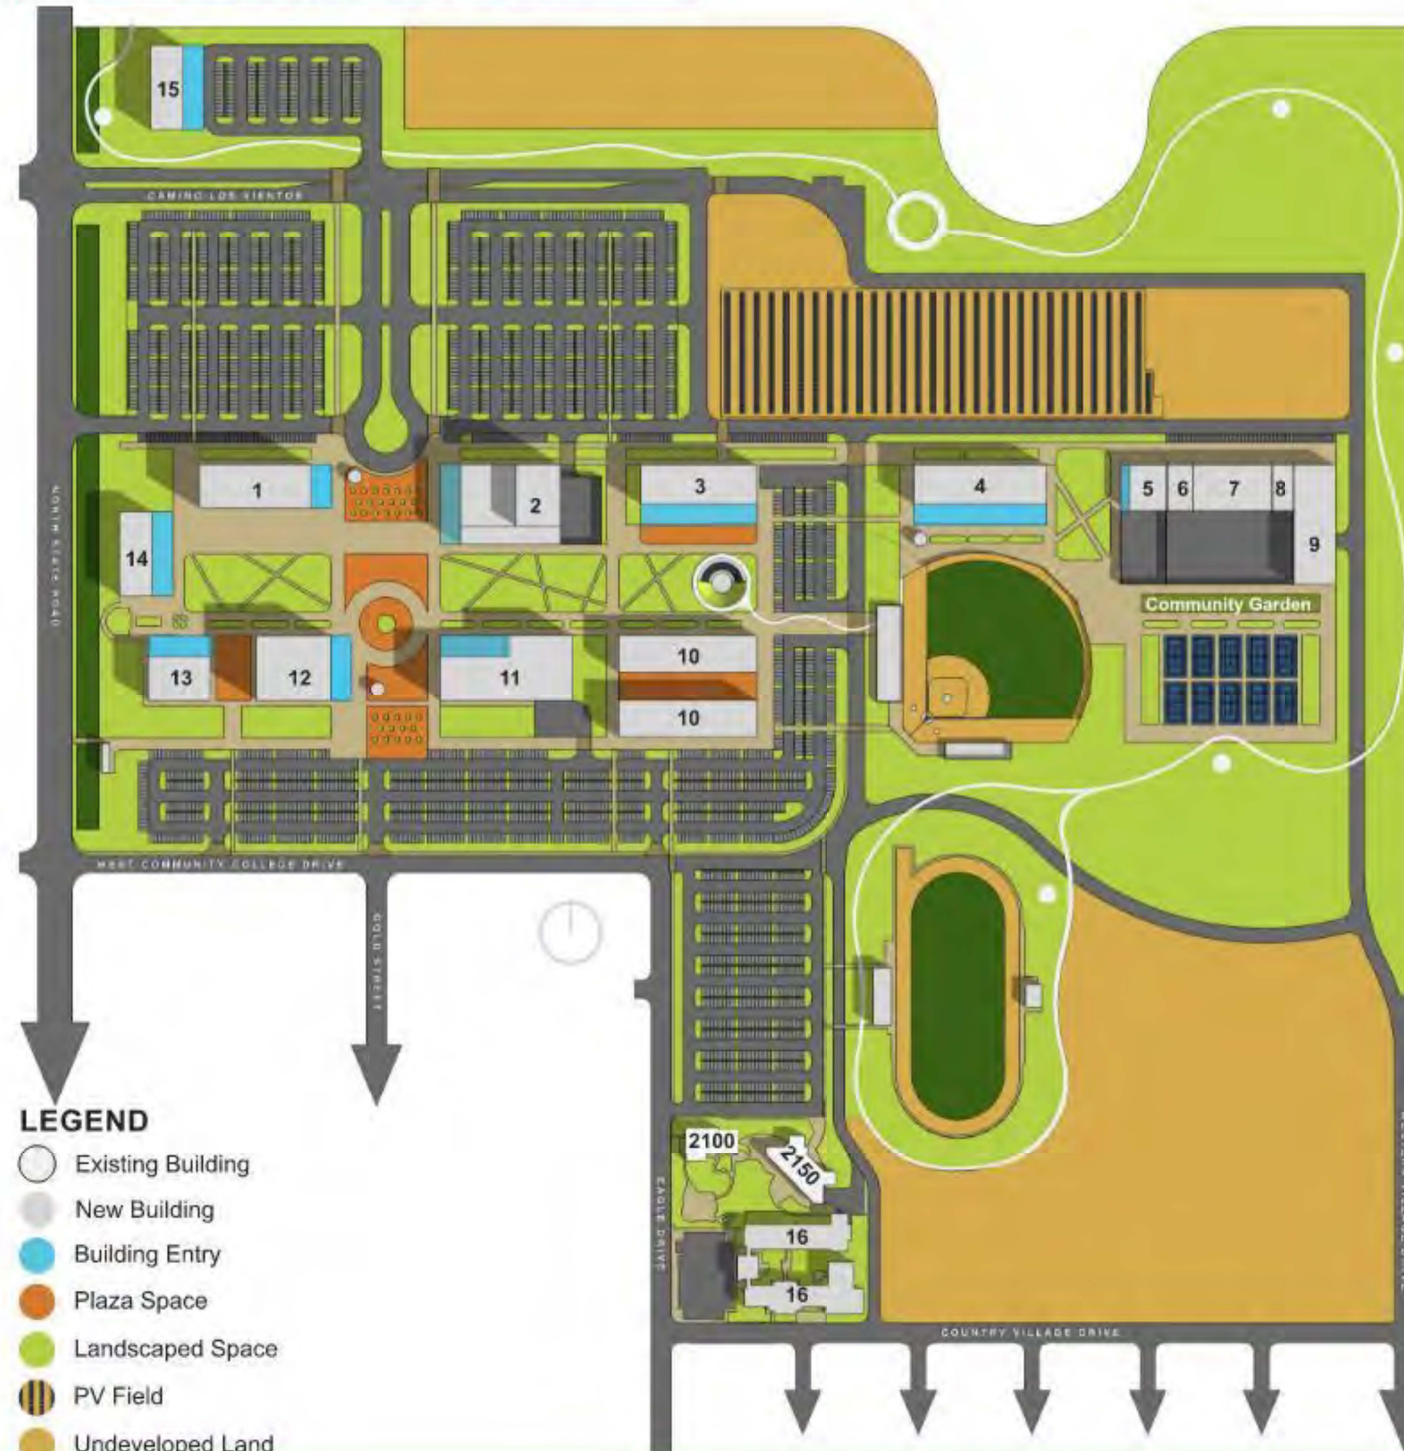 15
CAMINO LOS VIENTOS
1
2
3
4
5
6
7
8
9
14
NORTH STATE ROAD
Community Garden
13
12
11
10
10
WEST COMMUNITY COLLEGE DRIVE
GOLD STREET
LEGEND
Existing Building
New Building
Building Entry
Plaza Space
Landscaped Space
PV Field
Undeveloped Land
2100
2150
16
16
EAGLE DRIVE
COUNTRY VILLAGE DRIVE